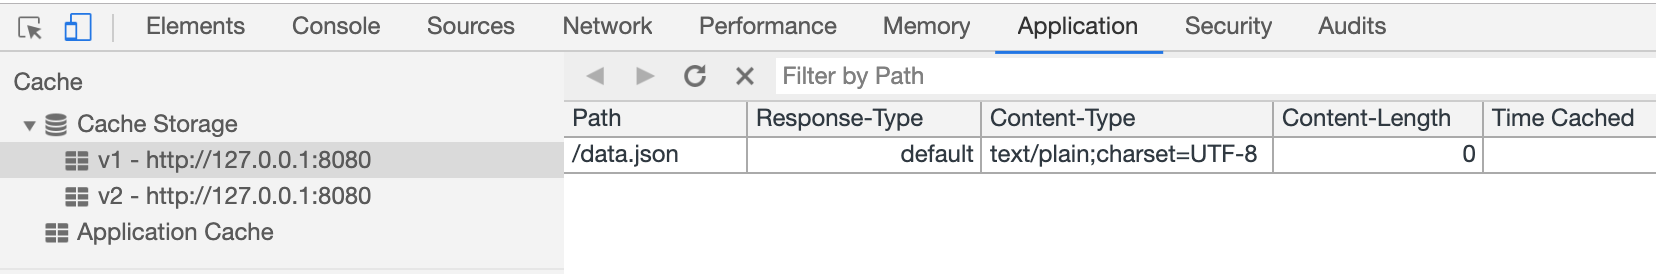 Elements Console Sources Network Performance Memory Application Security Audits
Cache
Cache Storage
v1 - http://127.0.0.1:8080
v2 - http://127.0.0.1:8080
Application Cache
Filter by Path
Path Response-Type Content-Type Content-Length Time Cached
/data.json default text/plain;charset=UTF-8 0